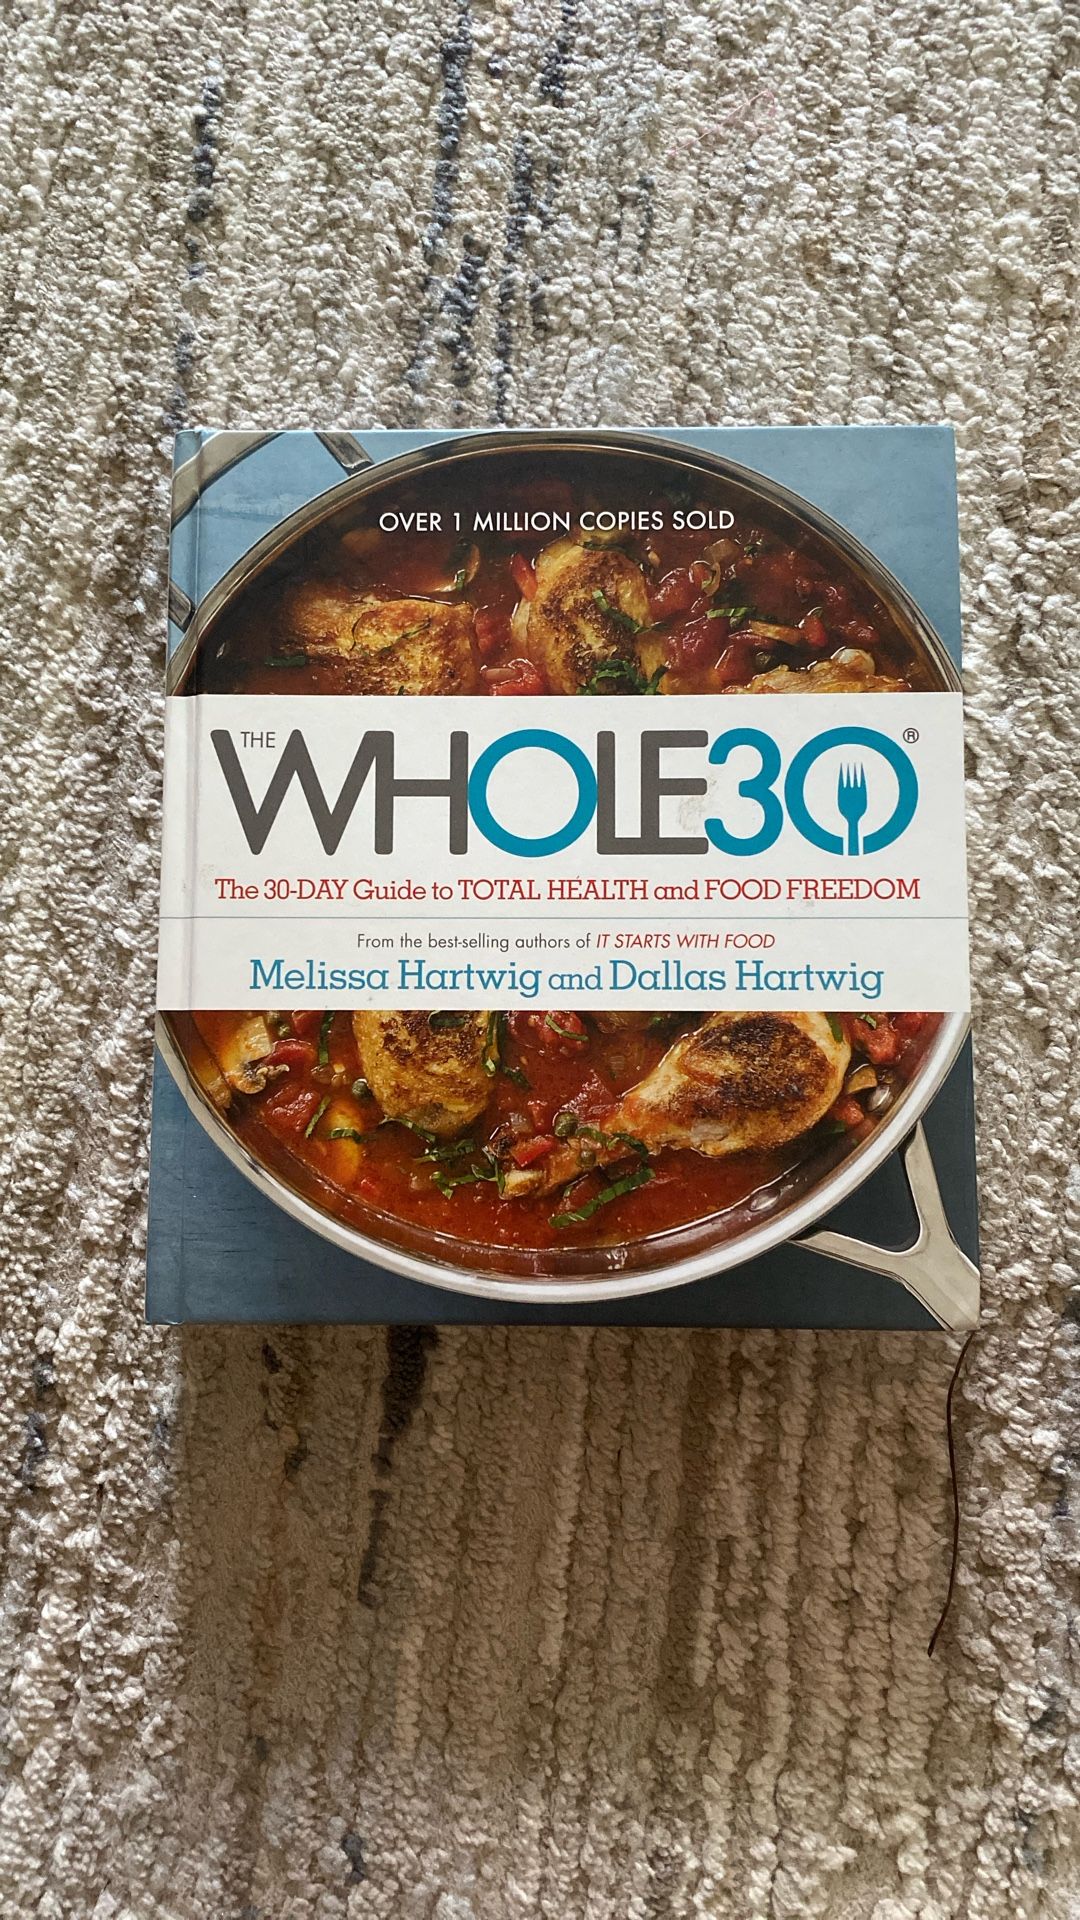 OVER 1 MILLION COPIES SOLD
THE WHOLE30®
The 30-DAY Guide to TOTAL HEALTH and FOOD FREEDOM
From the best-selling authors of IT STARTS WITH FOOD
Melissa Hartwig and Dallas Hartwig